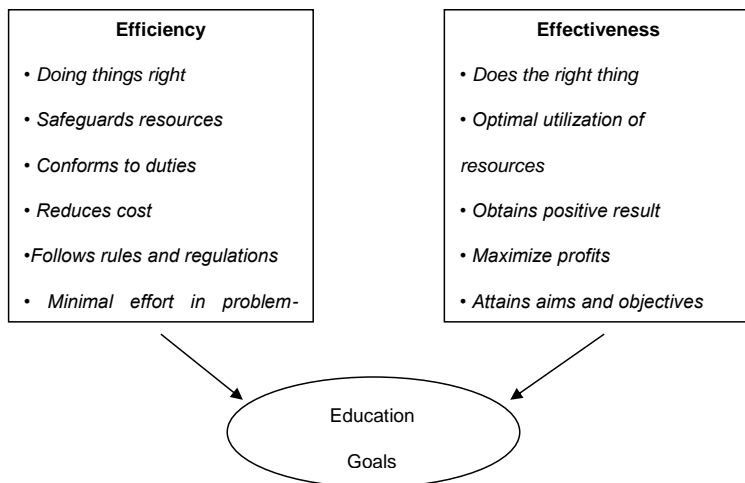 Efficiency
• Doing things right
• Safeguards resources
• Conforms to duties
• Reduces cost
•Follows rules and regulations
• Minimal effort in problem-
Effectiveness
• Does the right thing
• Optimal utilization of
resources
• Obtains positive result
• Maximize profits
• Attains aims and objectives
Education
Goals